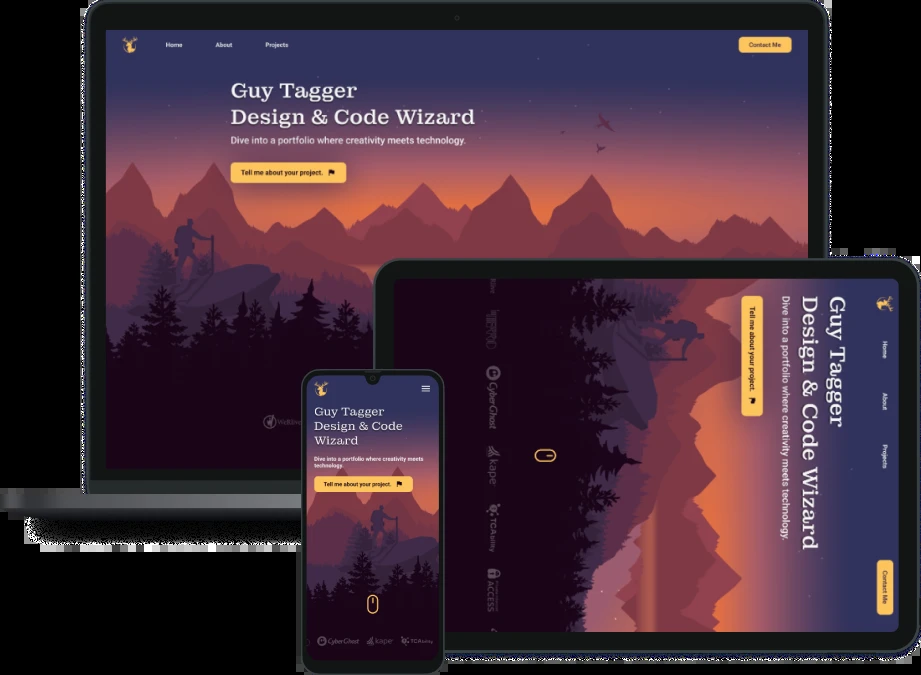 Home About Projects Contact Me
Guy Tagger
Design & Code Wizard
Dive into a portfolio where creativity meets technology.
Tell me about your project.
Home About Projects Contact Me
Guy Tagger
Design & Code Wizard
Dive into a portfolio where creativity meets technology.
Tell me about your project.
CyberGhost kape TCAbility ACCESS
Guy Tagger
Design & Code
Wizard
Dive into a portfolio where creativity meets
technology.
Tell me about your project.
CyberGhost kape TCAbility